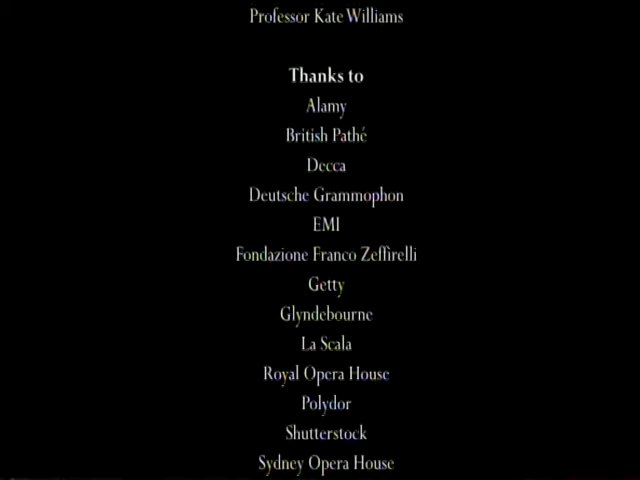 Professor Kate Williams
Thanks to
Alamy
British Pathé
Decca
Deutsche Grammophon
EMI
Fondazione Franco Zeffirelli
Getty
Glyndebourne
La Scala
Royal Opera House
Polydor
Shutterstock
Sydney Opera House